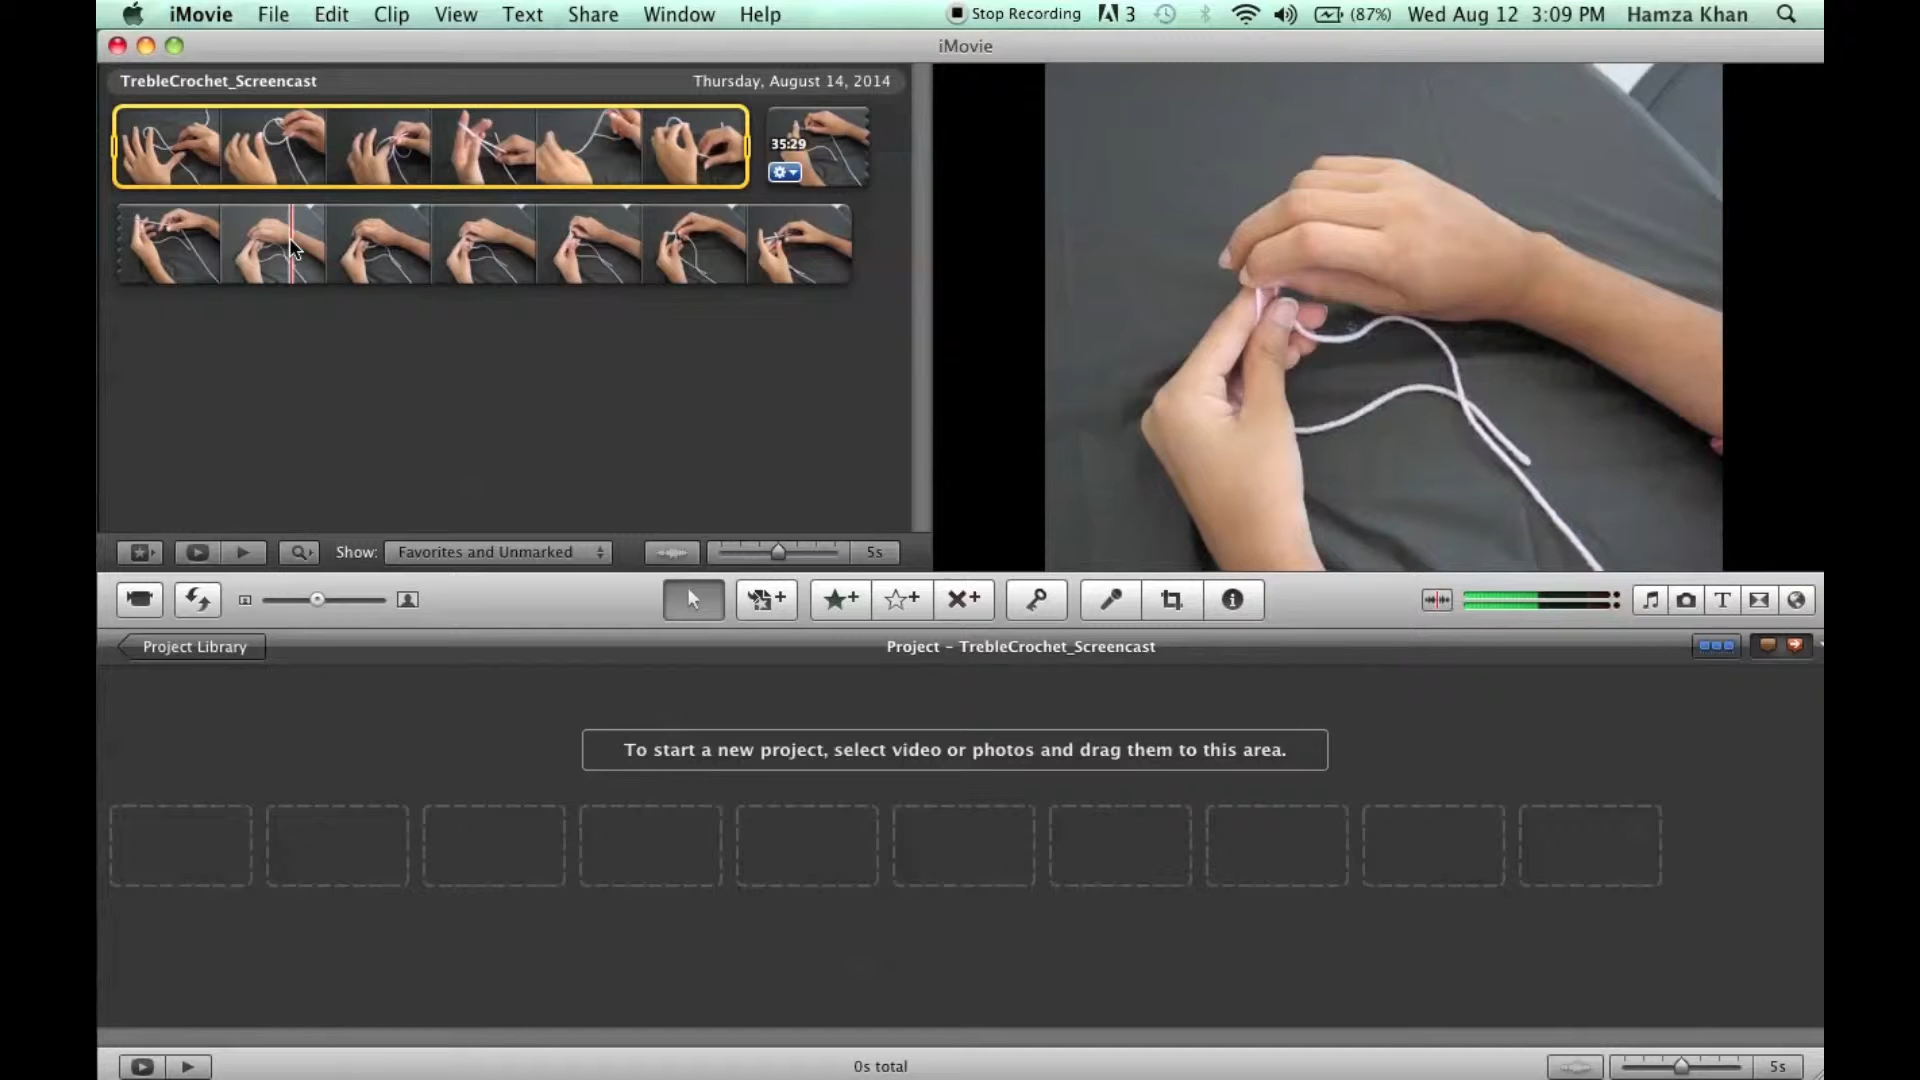 iMovie File Edit Clip View Text Share Window Help Stop Recording 3 (87%) Wed Aug 12 3:09 PM Hamza Khan
iMovie
TrebleCrochet_Screencast Thursday, August 14, 2014
35:29
Show: Favorites and Unmarked 5s
Project Library Project - TrebleCrochet_Screencast
To start a new project, select video or photos and drag them to this area.
0s total 5s